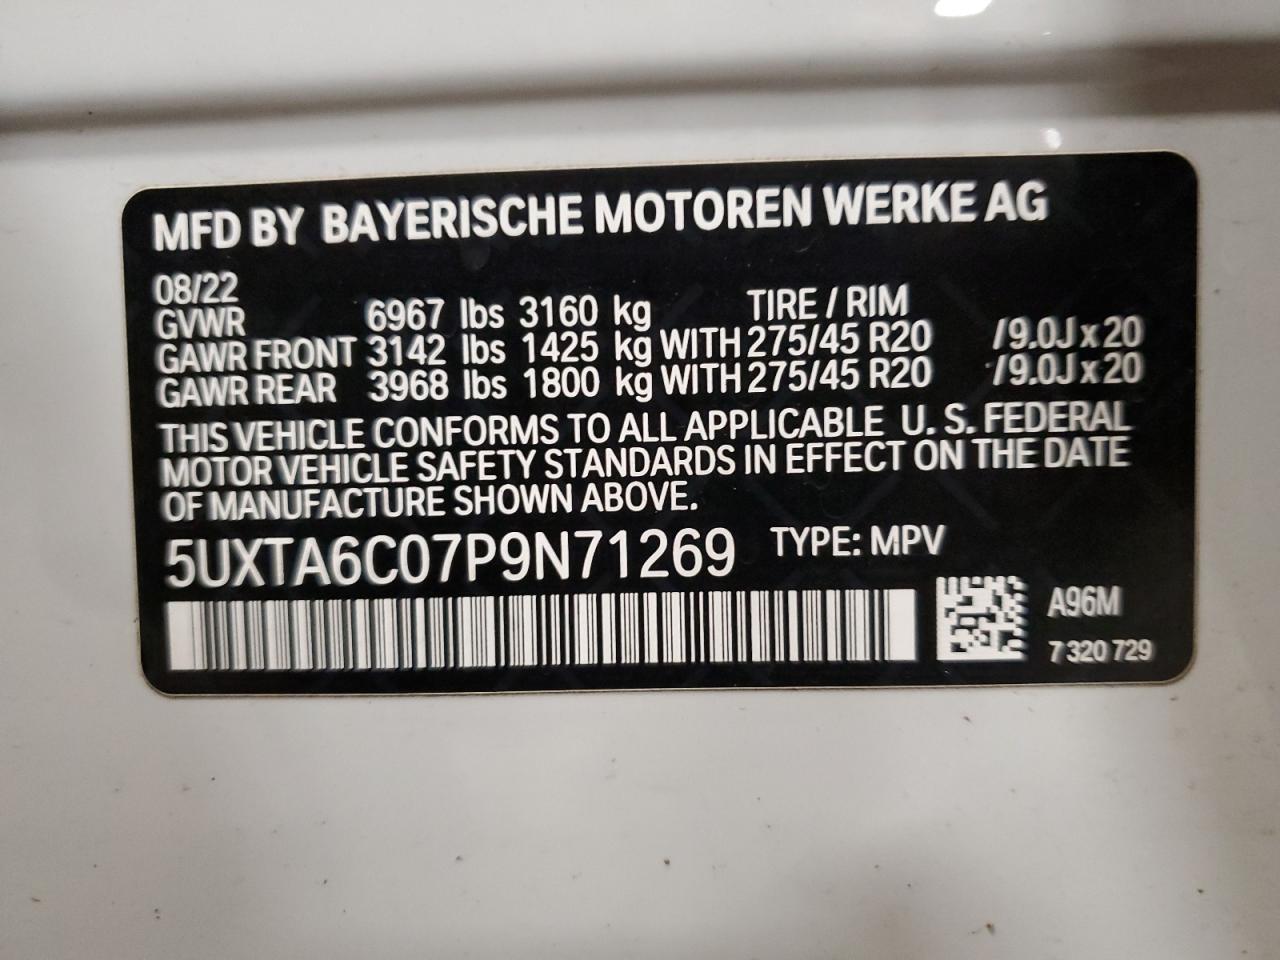 MFD BY BAYERISCHE MOTOREN WERKE AG
08/22
GVWR 6967 lbs 3160 kg TIRE / RIM
GAWR FRONT 3142 lbs 1425 kg WITH 275/45 R20 /9.0J x 20
GAWR REAR 3968 lbs 1800 kg WITH 275/45 R20 /9.0J x 20
THIS VEHICLE CONFORMS TO ALL APPLICABLE U. S. FEDERAL
MOTOR VEHICLE SAFETY STANDARDS IN EFFECT ON THE DATE
OF MANUFACTURE SHOWN ABOVE.
5UXTA6C07P9N71269 TYPE: MPV
A96M
7 320 729